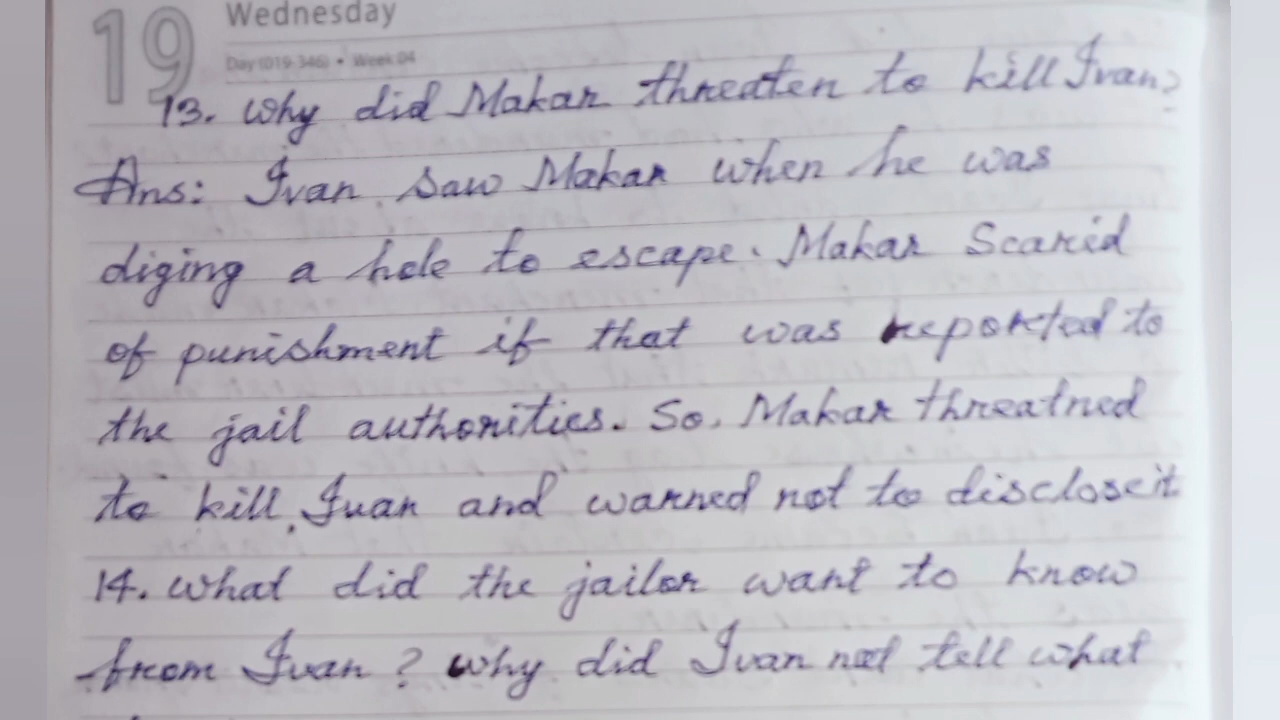 19
Wednesday
Day (019-346) • Week 04
13. Why did Makar threaten to kill Ivan?
Ans: Ivan saw Makar when he was
diging a hole to escape. Makar Scarid
of punishment if that was reported to
the jail authorities. So, Makar threatned
to kill Ivan and warned not to disclose it
14. What did the jailor want to know
from Ivan? Why did Ivan not tell what